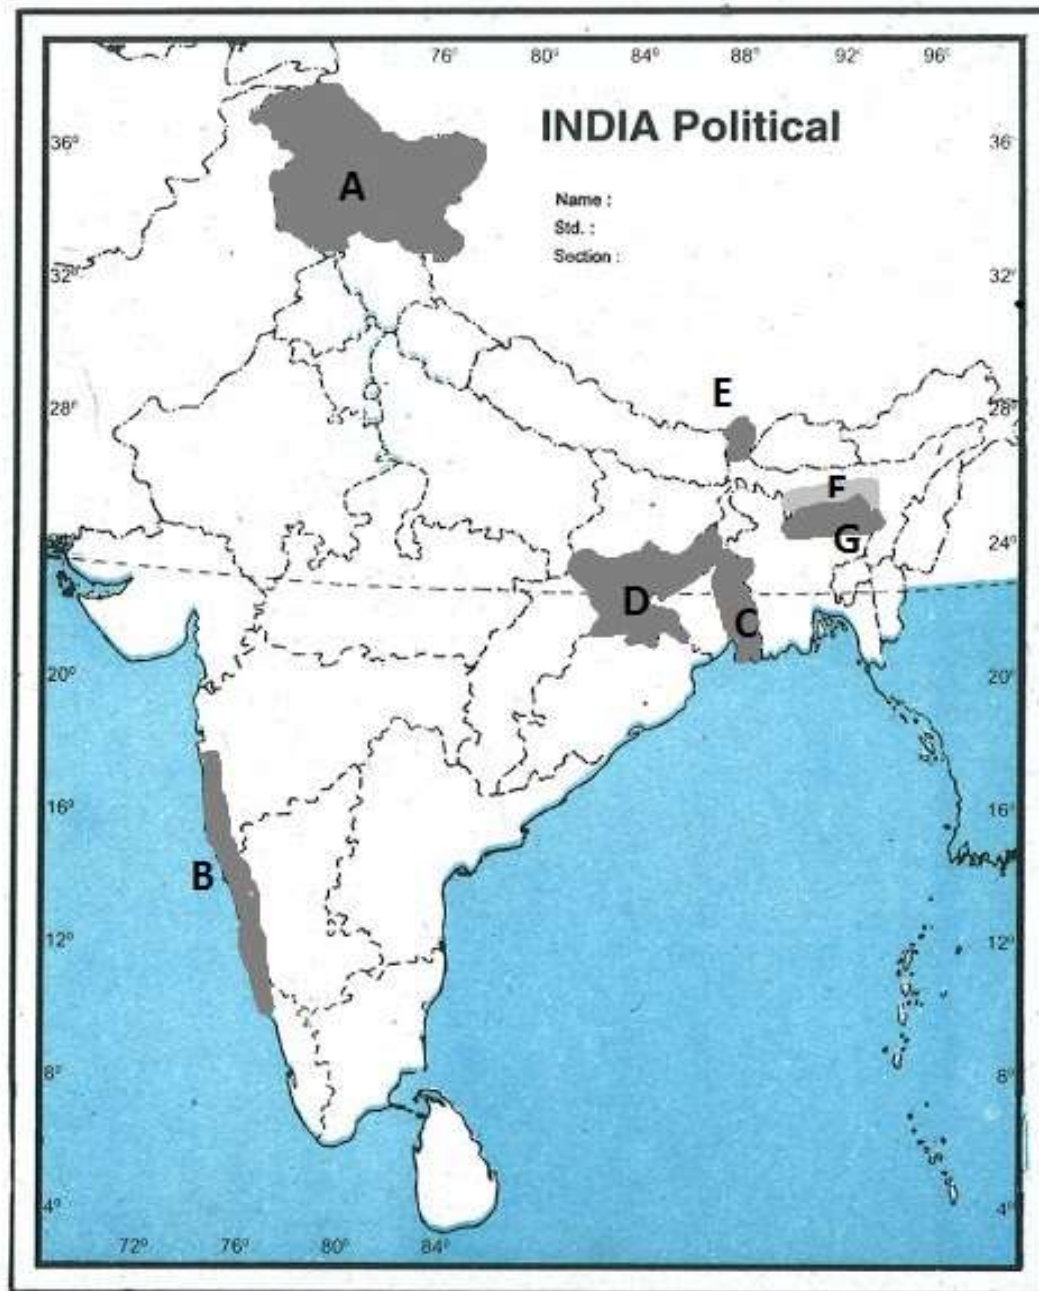 76° 80° 84° 88° 92° 96°
INDIA Political
36° 36°
A
Name :
Std. :
Section :
32° 32°
E
28° 28°
F
G
24° 24°
D
C
20° 20°
16° 16°
B
12° 12°
8° 8°
4° 4°
72° 76° 80° 84°